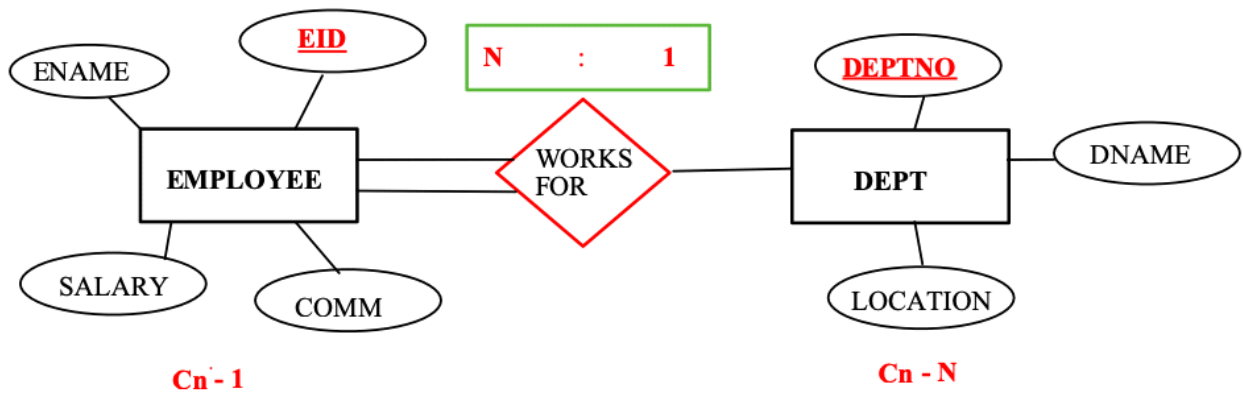 EID
N : 1
ENAME
DEPTNO
WORKS
FOR
DNAME
EMPLOYEE
DEPT
SALARY
COMM
LOCATION
Cn - 1
Cn - N